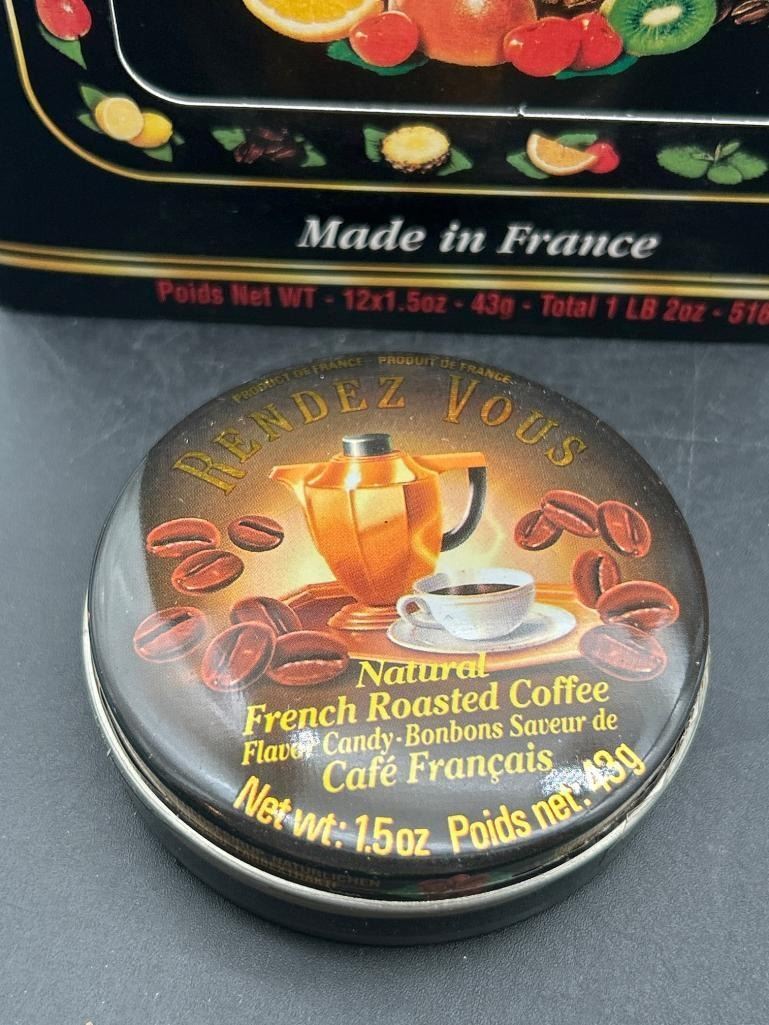 Made in France
Poids Net WT - 12x1.5oz - 43g - Total 1 LB 2oz - 516
PRODUCT OF FRANCE · PRODUIT DE FRANCE
RENDEZ VOUS
Natural
French Roasted Coffee
Flavor Candy·Bonbons Saveur de
Café Français
Net wt: 1.5oz Poids net: 43g
NATÜRLICHEN